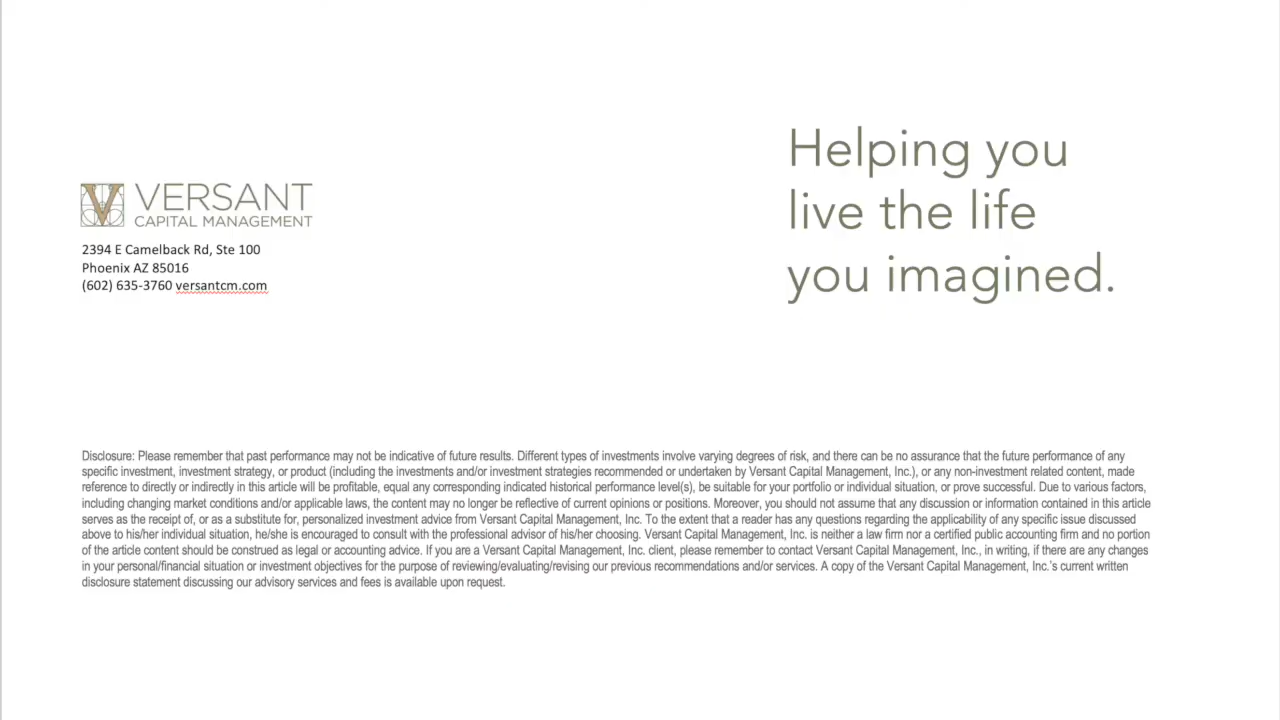 VERSANT
CAPITAL MANAGEMENT
2394 E Camelback Rd, Ste 100
Phoenix AZ 85016
(602) 635-3760 versantcm.com
Helping you
live the life
you imagined.
Disclosure: Please remember that past performance may not be indicative of future results. Different types of investments involve varying degrees of risk, and there can be no assurance that the future performance of any
specific investment, investment strategy, or product (including the investments and/or investment strategies recommended or undertaken by Versant Capital Management, Inc.), or any non-investment related content, made
reference to directly or indirectly in this article will be profitable, equal any corresponding indicated historical performance level(s), be suitable for your portfolio or individual situation, or prove successful. Due to various factors,
including changing market conditions and/or applicable laws, the content may no longer be reflective of current opinions or positions. Moreover, you should not assume that any discussion or information contained in this article
serves as the receipt of, or as a substitute for, personalized investment advice from Versant Capital Management, Inc. To the extent that a reader has any questions regarding the applicability of any specific issue discussed
above to his/her individual situation, he/she is encouraged to consult with the professional advisor of his/her choosing. Versant Capital Management, Inc. is neither a law firm nor a certified public accounting firm and no portion
of the article content should be construed as legal or accounting advice. If you are a Versant Capital Management, Inc. client, please remember to contact Versant Capital Management, Inc., in writing, if there are any changes
in your personal/financial situation or investment objectives for the purpose of reviewing/evaluating/revising our previous recommendations and/or services. A copy of the Versant Capital Management, Inc.'s current written
disclosure statement discussing our advisory services and fees is available upon request.